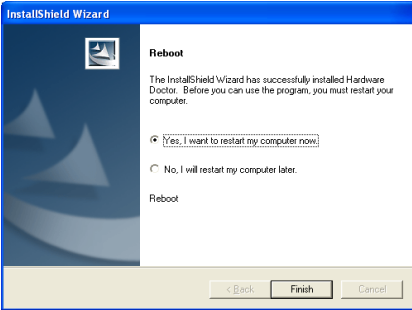 InstallShield Wizard
Reboot
The InstallShield Wizard has successfully installed Hardware
Doctor. Before you can use the program, you must restart your
computer.
Yes, I want to restart my computer now.
No, I will restart my computer later.
Reboot
< Back Finish Cancel